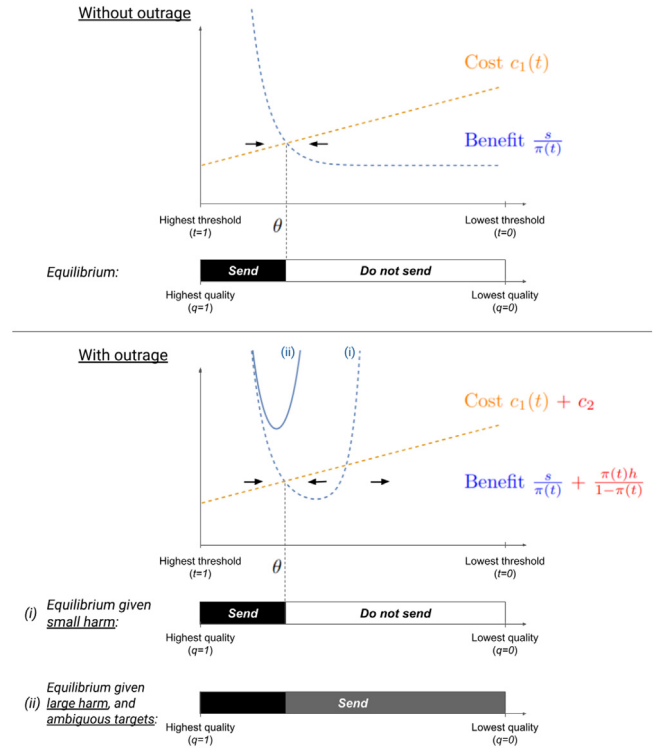 Without outrage
Cost c₁(t)
Benefit s/π(t)
Highest threshold
(t=1)
θ
Lowest threshold
(t=0)
Equilibrium:
Send
Do not send
Highest quality
(q=1)
Lowest quality
(q=0)
With outrage
(ii)
(i)
Cost c₁(t) + c₂
Benefit s/π(t) + π(t)h/1−π(t)
Highest threshold
(t=1)
θ
Lowest threshold
(t=0)
(i) Equilibrium given
small harm:
Send
Do not send
Highest quality
(q=1)
Lowest quality
(q=0)
Equilibrium given
(ii) large harm, and
ambiguous targets:
Send
Highest quality
(q=1)
Lowest quality
(q=0)